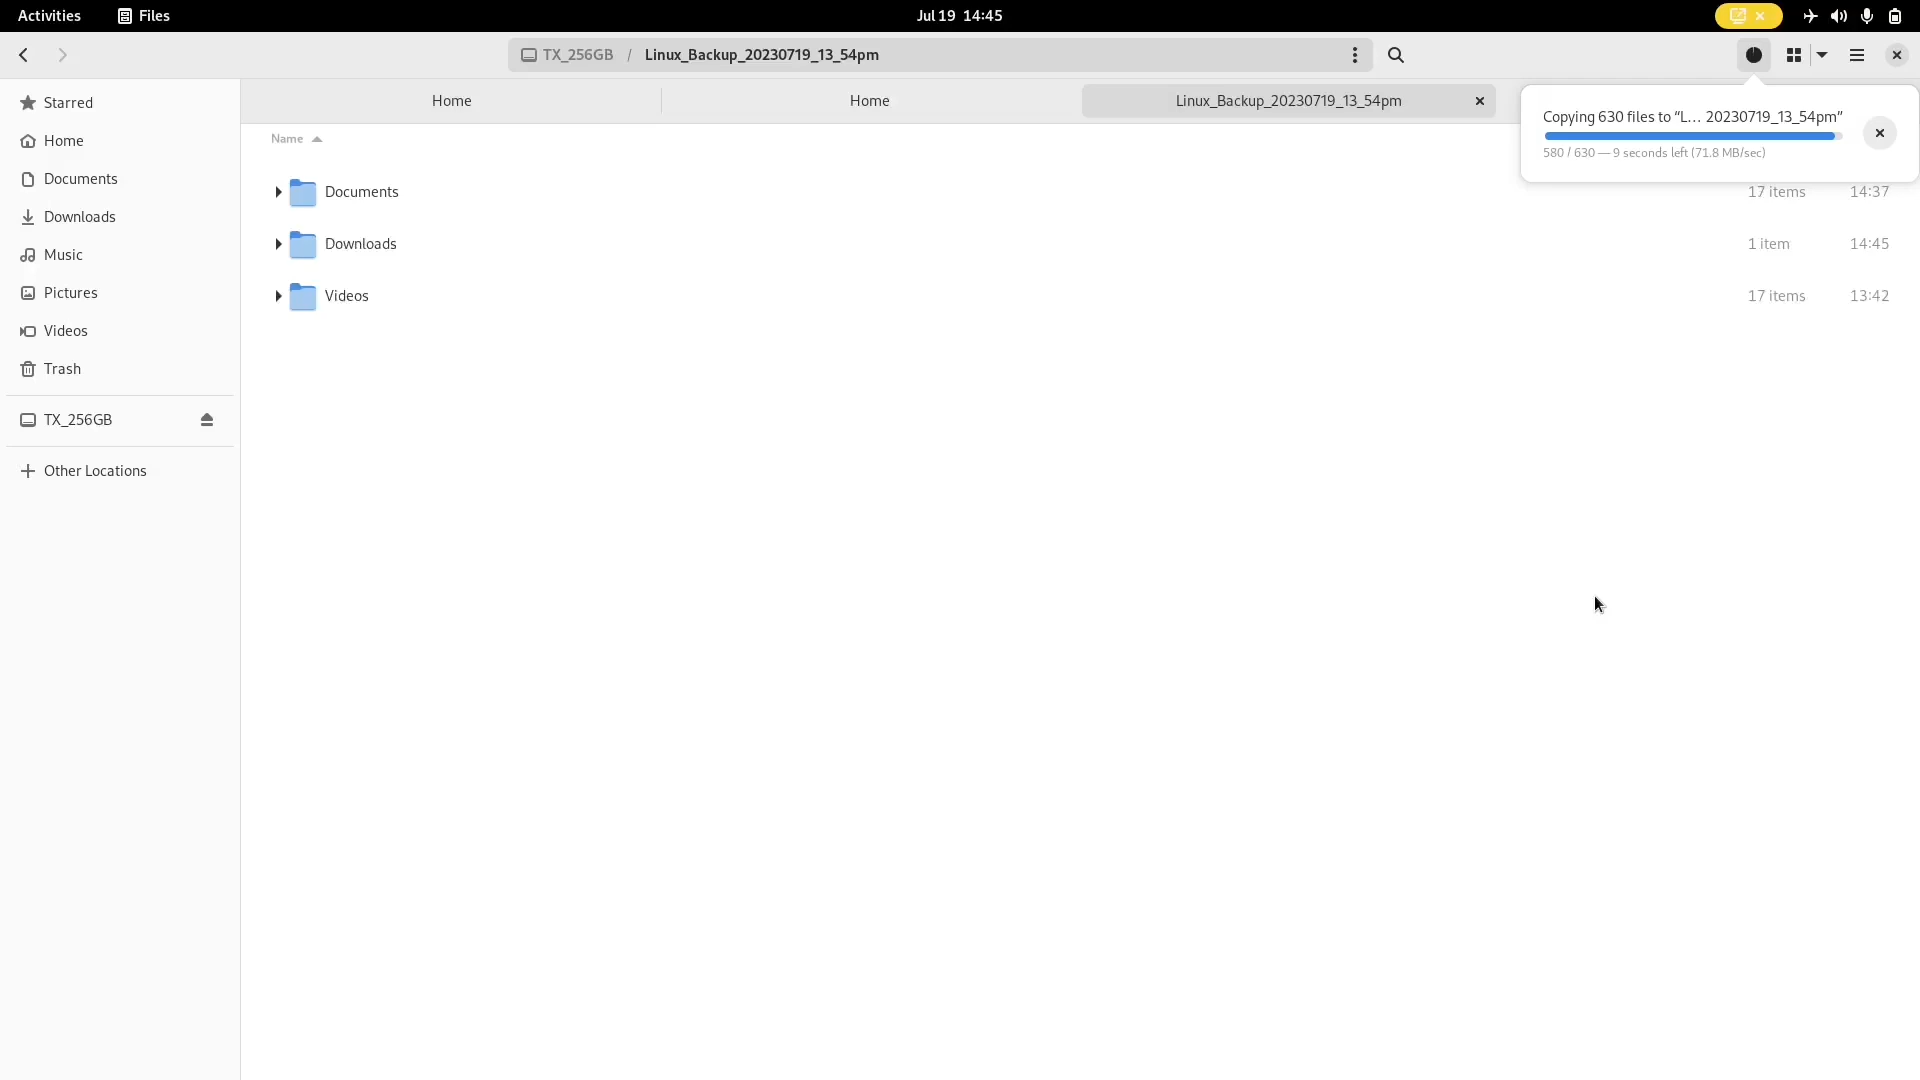 Activities Files Jul 19 14:45
TX_256GB / Linux_Backup_20230719_13_54pm
Starred
Home
Documents
Downloads
Music
Pictures
Videos
Trash
TX_256GB
Other Locations
Home Home Linux_Backup_20230719_13_54pm
Name
Documents 17 items 14:37
Downloads 1 item 14:45
Videos 17 items 13:42
Copying 630 files to “L… 20230719_13_54pm”
580 / 630 — 9 seconds left (71.8 MB/sec)